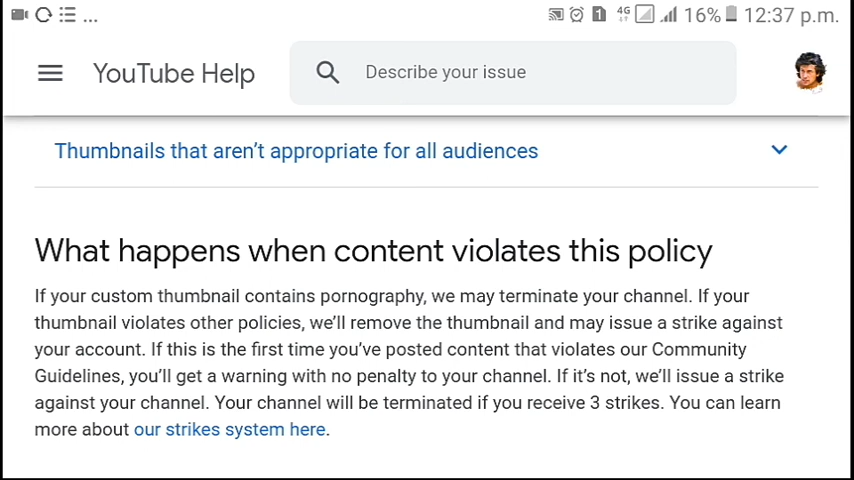 ... 4G 1 16% 12:37 p.m.
YouTube Help Describe your issue
Thumbnails that aren’t appropriate for all audiences
What happens when content violates this policy
If your custom thumbnail contains pornography, we may terminate your channel. If your
thumbnail violates other policies, we’ll remove the thumbnail and may issue a strike against
your account. If this is the first time you’ve posted content that violates our Community
Guidelines, you’ll get a warning with no penalty to your channel. If it’s not, we’ll issue a strike
against your channel. Your channel will be terminated if you receive 3 strikes. You can learn
more about our strikes system here.